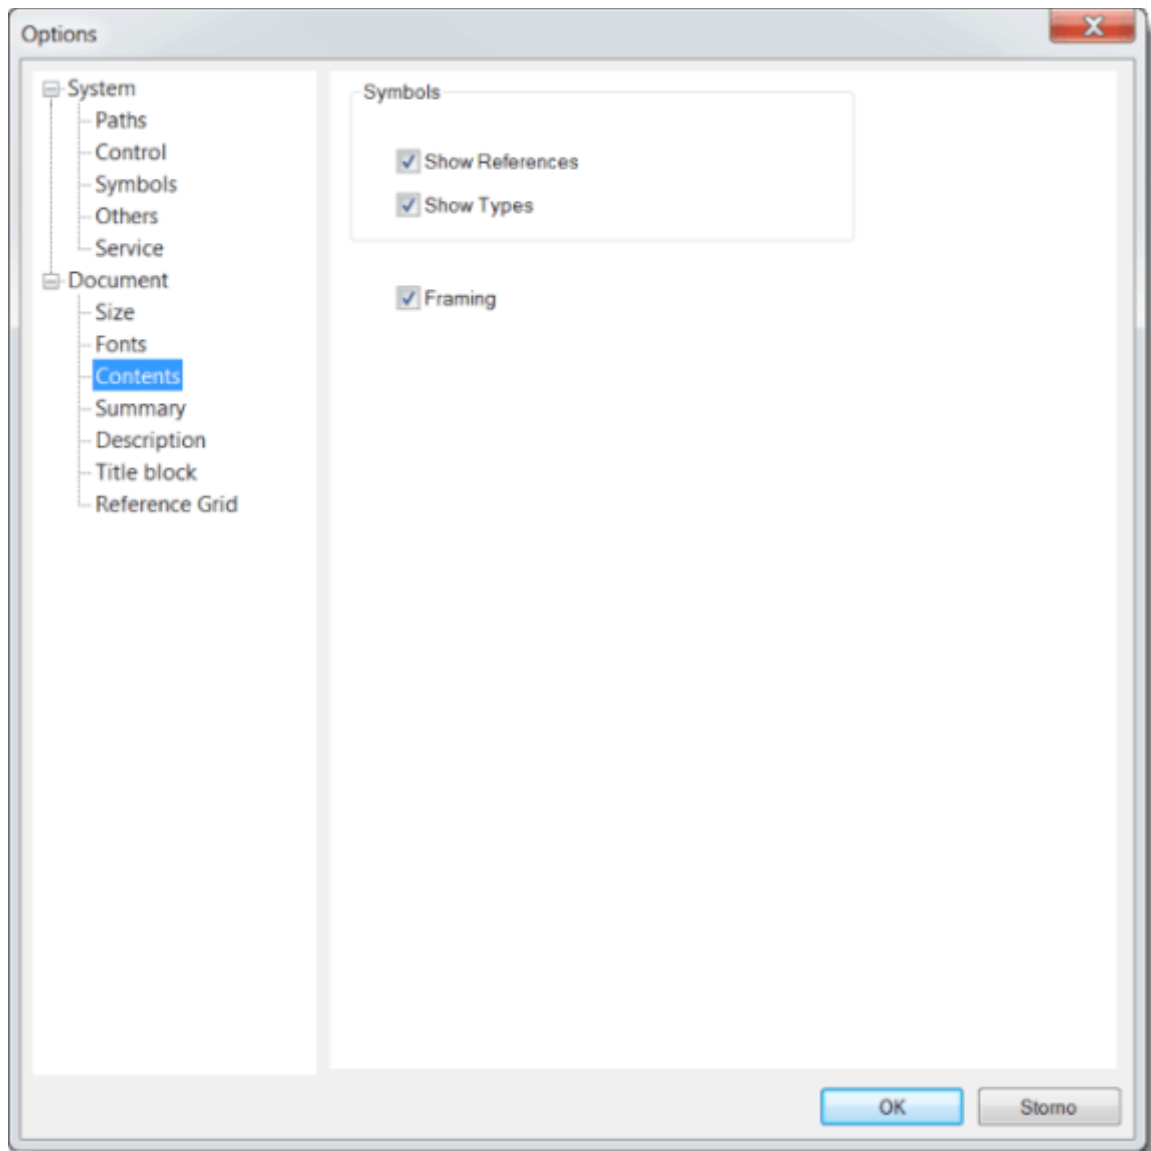 Options
System
Paths
Control
Symbols
Others
Service
Document
Size
Fonts
Contents
Summary
Description
Title block
Reference Grid
Symbols
Show References
Show Types
Framing
OK
Storno